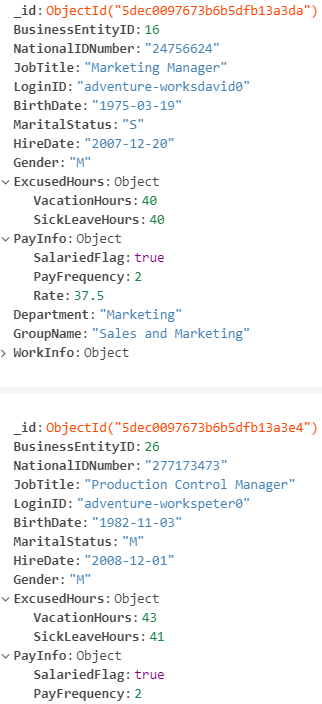 _id: ObjectId("5dec0097673b6b5dfb13a3da")
BusinessEntityID: 16
NationalIDNumber: "24756624"
JobTitle: "Marketing Manager"
LoginID: "adventure-worksdavid0"
BirthDate: "1975-03-19"
MaritalStatus: "S"
HireDate: "2007-12-20"
Gender: "M"
ExcusedHours: Object
VacationHours: 40
SickLeaveHours: 40
PayInfo: Object
SalariedFlag: true
PayFrequency: 2
Rate: 37.5
Department: "Marketing"
GroupName: "Sales and Marketing"
WorkInfo: Object
_id: ObjectId("5dec0097673b6b5dfb13a3e4")
BusinessEntityID: 26
NationalIDNumber: "277173473"
JobTitle: "Production Control Manager"
LoginID: "adventure-workspeter0"
BirthDate: "1982-11-03"
MaritalStatus: "M"
HireDate: "2008-12-01"
Gender: "M"
ExcusedHours: Object
VacationHours: 43
SickLeaveHours: 41
PayInfo: Object
SalariedFlag: true
PayFrequency: 2